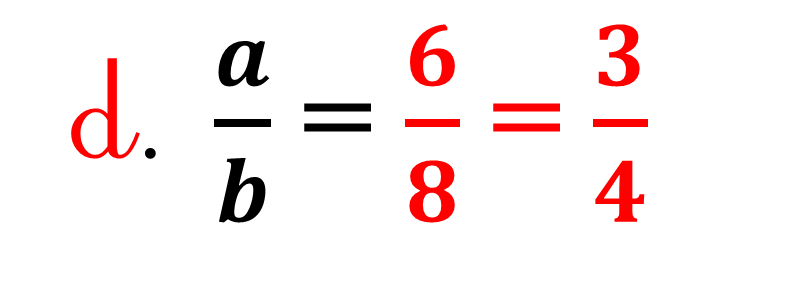 d. a/b = 6/8 = 3/4